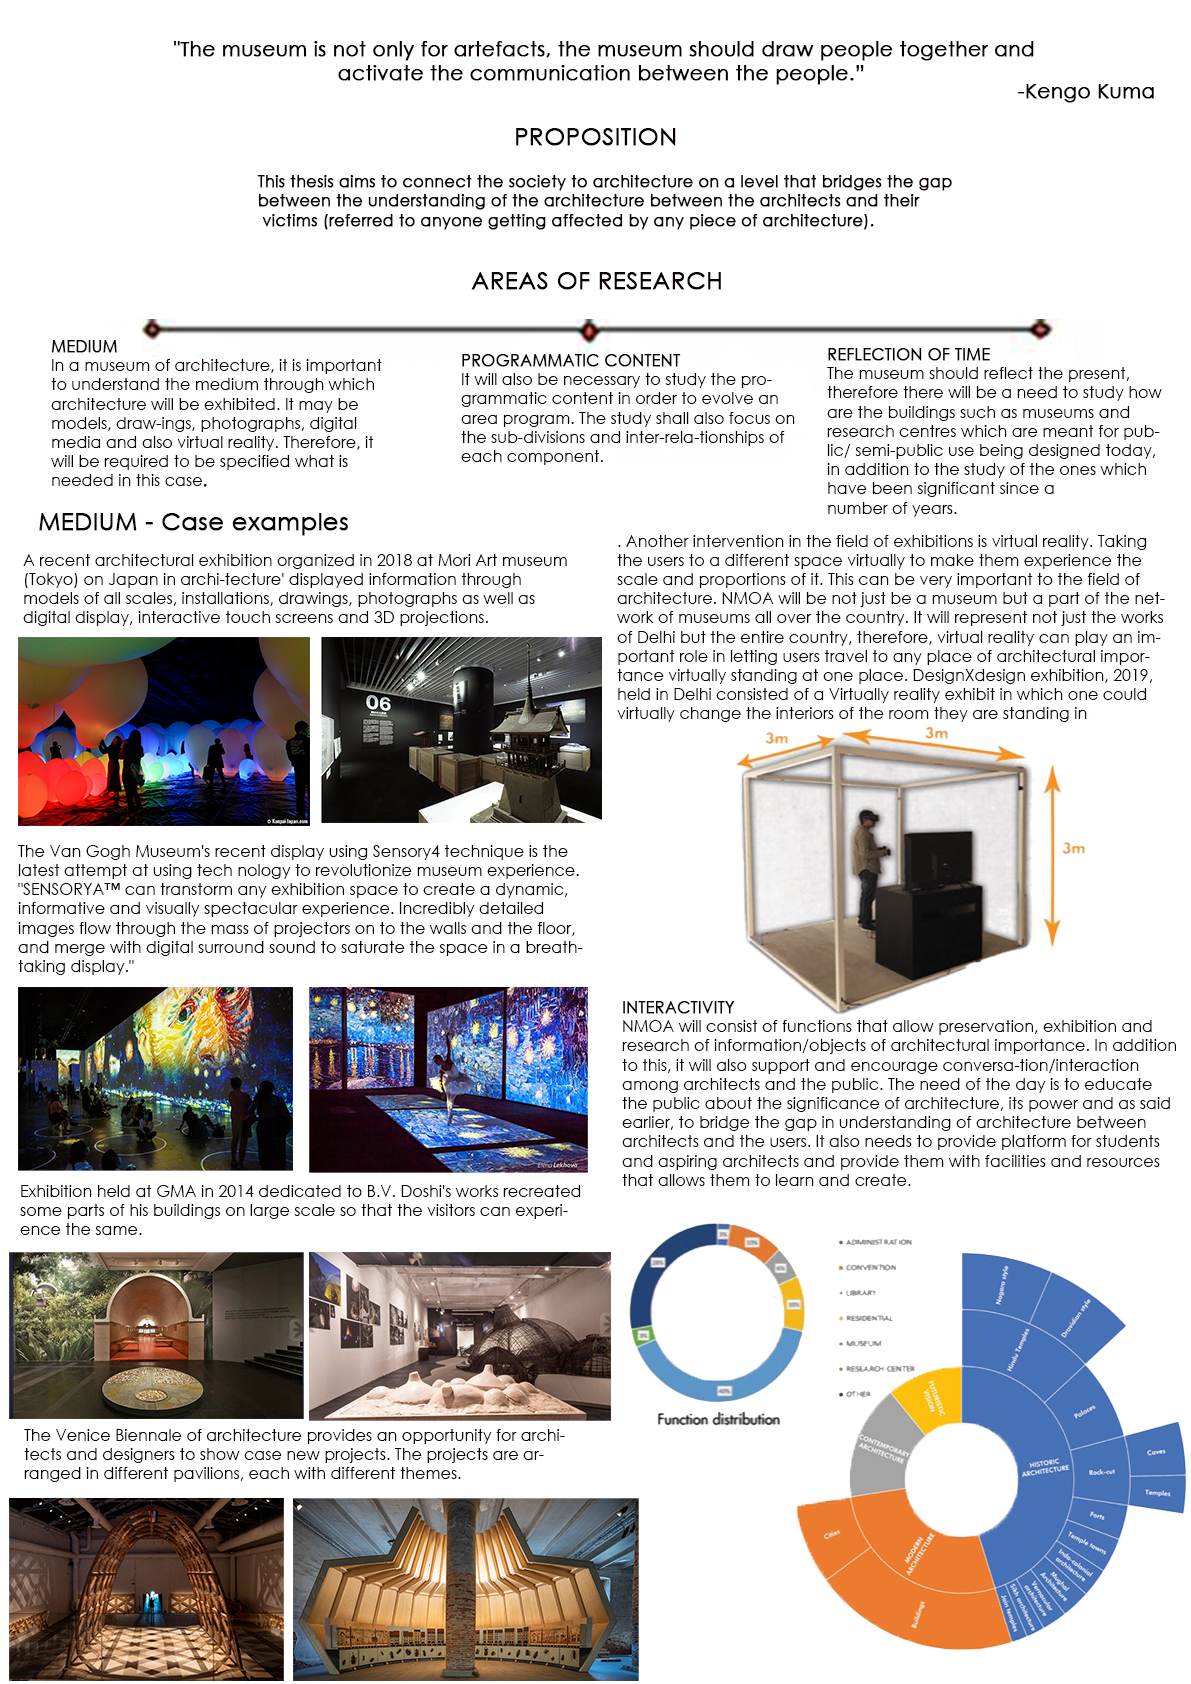 "The museum is not only for artefacts, the museum should draw people together and
activate the communication between the people."
-Kengo Kuma
PROPOSITION
This thesis aims to connect the society to architecture on a level that bridges the gap
between the understanding of the architecture between the architects and their
victims (referred to anyone getting affected by any piece of architecture).
AREAS OF RESEARCH
MEDIUM
In a museum of architecture, it is important
to understand the medium through which
architecture will be exhibited. It may be
models, draw-ings, photographs, digital
media and also virtual reality. Therefore, it
will be required to be specified what is
needed in this case.
PROGRAMMATIC CONTENT
It will also be necessary to study the pro-
grammatic content in order to evolve an
area program. The study shall also focus on
the sub-divisions and inter-rela-tionships of
each component.
REFLECTION OF TIME
The museum should reflect the present,
therefore there will be a need to study how
are the buildings such as museums and
research centres which are meant for pub-
lic/ semi-public use being designed today,
in addition to the study of the ones which
have been significant since a
number of years.
MEDIUM - Case examples
A recent architectural exhibition organized in 2018 at Mori Art museum
(Tokyo) on Japan in archi-tecture' displayed information through
models of all scales, installations, drawings, photographs as well as
digital display, interactive touch screens and 3D projections.
© Kanpai-Japan.com
06
The Van Gogh Museum's recent display using Sensory4 technique is the
latest attempt at using tech nology to revolutionize museum experience.
"SENSORYA™ can transtorm any exhibition space to create a dynamic,
informative and visually spectacular experience. Incredibly detailed
images flow through the mass of projectors on to the walls and the floor,
and merge with digital surround sound to saturate the space in a breath-
taking display."
Elena Lekhova
Exhibition held at GMA in 2014 dedicated to B.V. Doshi's works recreated
some parts of his buildings on large scale so that the visitors can experi-
ence the same.
The Venice Biennale of architecture provides an opportunity for archi-
tects and designers to show case new projects. The projects are ar-
ranged in different pavilions, each with different themes.
. Another intervention in the field of exhibitions is virtual reality. Taking
the users to a different space virtually to make them experience the
scale and proportions of it. This can be very important to the field of
architecture. NMOA will be not just be a museum but a part of the net-
work of museums all over the country. It will represent not just the works
of Delhi but the entire country, therefore, virtual reality can play an im-
portant role in letting users travel to any place of architectural impor-
tance virtually standing at one place. DesignXdesign exhibition, 2019,
held in Delhi consisted of a Virtually reality exhibit in which one could
virtually change the interiors of the room they are standing in
3m
3m
3m
INTERACTIVITY
NMOA will consist of functions that allow preservation, exhibition and
research of information/objects of architectural importance. In addition
to this, it will also support and encourage conversa-tion/interaction
among architects and the public. The need of the day is to educate
the public about the significance of architecture, its power and as said
earlier, to bridge the gap in understanding of architecture between
architects and the users. It also needs to provide platform for students
and aspiring architects and provide them with facilities and resources
that allows them to learn and create.
10%
10%
40%
Function distribution
ADMINISTRATION
CONVENTION
LIBRARY
RESIDENTIAL
MUSEUM
RESEARCH CENTER
OTHER
Nagara style
Dravidian style
Hindu Temples
Palaces
HISTORIC
ARCHITECTURE
Rock-cut
Caves
Temples
Forts
Temple towns
Indo-colonial
architecture
Mughal
Architecture
Vernacular
architecture
Sikh architecture
Jain temples
MODERN
ARCHITECTURE
Buildings
Cities
CONTEMPORARY
ARCHITECTURE
FUTURISTIC
VISION